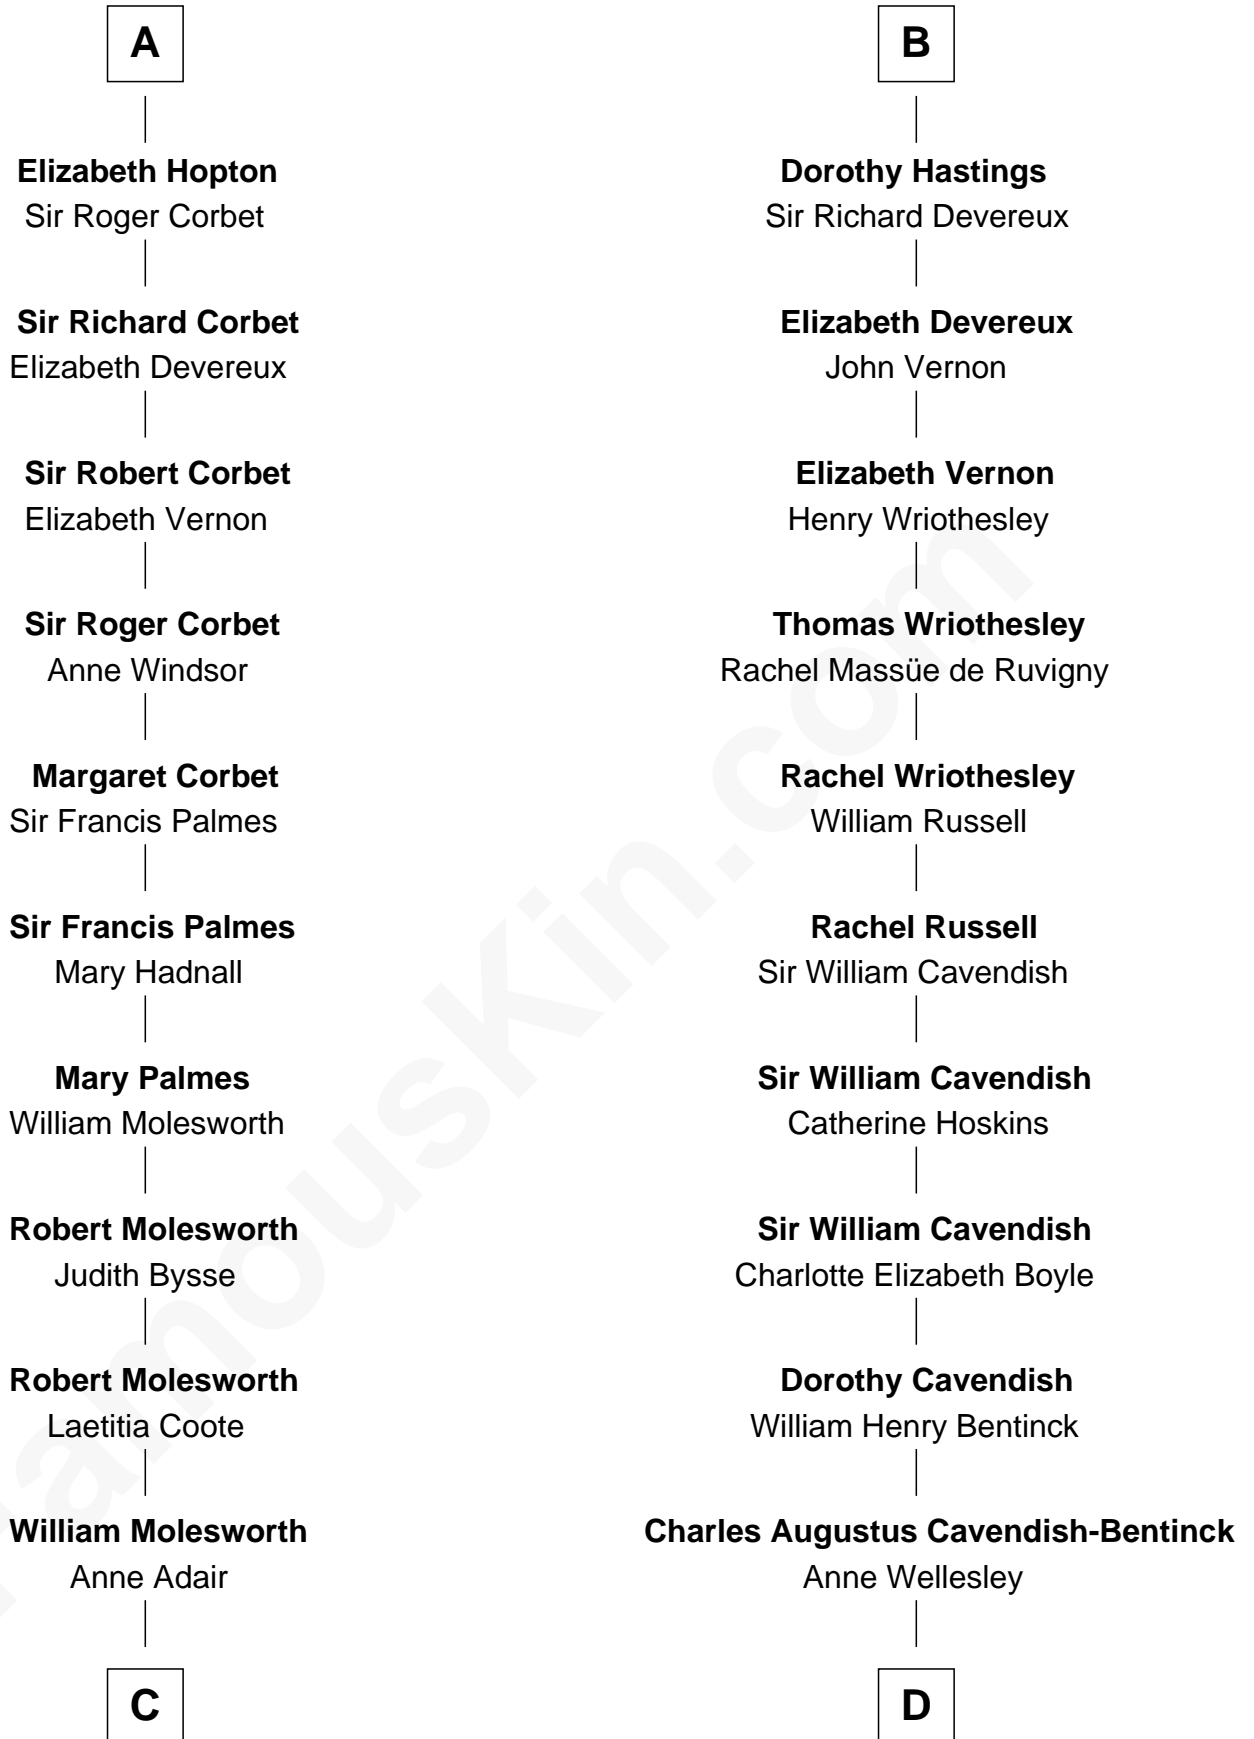 A
Elizabeth Hopton
Sir Roger Corbet
Sir Richard Corbet
Elizabeth Devereux
Sir Robert Corbet
Elizabeth Vernon
Sir Roger Corbet
Anne Windsor
Margaret Corbet
Sir Francis Palmes
Sir Francis Palmes
Mary Hadnall
Mary Palmes
William Molesworth
Robert Molesworth
Judith Bysse
Robert Molesworth
Laetitia Coote
William Molesworth
Anne Adair
C
B
Dorothy Hastings
Sir Richard Devereux
Elizabeth Devereux
John Vernon
Elizabeth Vernon
Henry Wriothesley
Thomas Wriothesley
Rachel Massüe de Ruvigny
Rachel Wriothesley
William Russell
Rachel Russell
Sir William Cavendish
Sir William Cavendish
Catherine Hoskins
Sir William Cavendish
Charlotte Elizabeth Boyle
Dorothy Cavendish
William Henry Bentinck
Charles Augustus Cavendish-Bentinck
Anne Wellesley
D
FamousKin.com